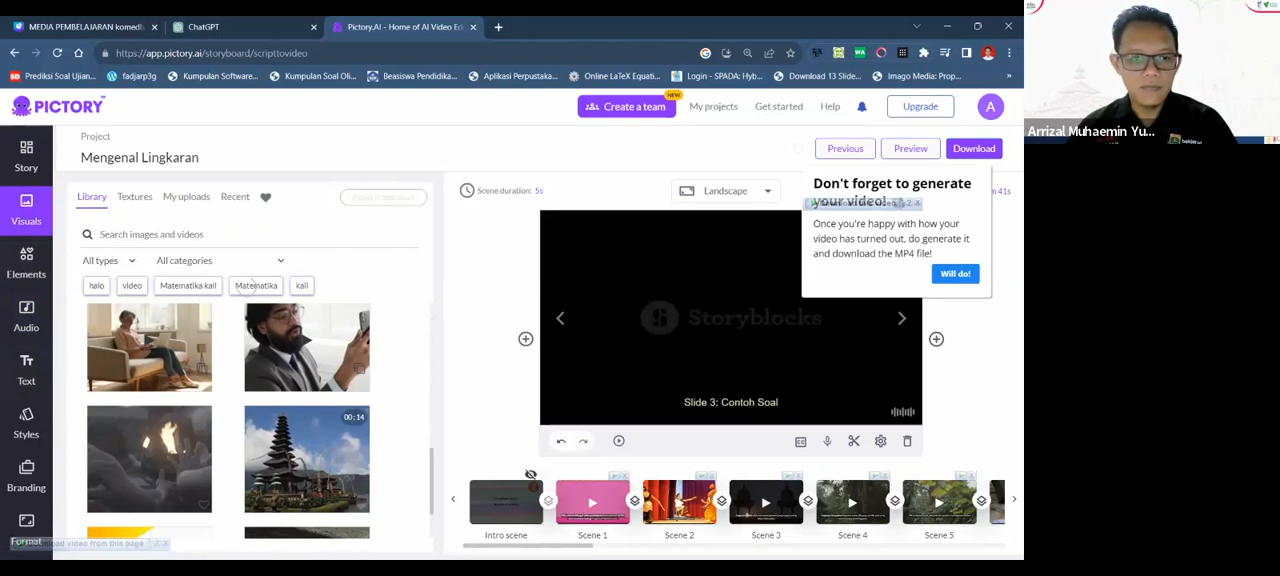 MEDIA PEMBELAJARAN komedi
ChatGPT
Pictory.AI - Home of AI Video Ed
https://app.pictory.ai/storyboard/scripttovideo
Prediksi Soal Ujian...
fadjarp3g
Kumpulan Software...
Kumpulan Soal Oli...
Beasiswa Pendidika...
Aplikasi Perpustaka...
Online LaTeX Equati...
Login - SPADA: Hyb...
Download 13 Slide...
Imago Media: Prop...
PICTORY
NEW
Create a team
My projects
Get started
Help
Upgrade
A
Project
Mengenal Lingkaran
Previous
Preview
Download
Story
Visuals
Elements
Audio
Text
Styles
Branding
Format
Library
Textures
My uploads
Recent
Search images and videos
All types
All categories
halo
video
Matematika kali
Matematika
kali
00:14
Scene duration: 5s
Landscape
m 41s
Don't forget to generate
your video!
Once you're happy with how your
video has turned out, do generate it
and download the MP4 file!
Will do!
Storyblocks
Slide 3: Contoh Soal
Intro scene
Scene 1
Scene 2
Scene 3
Scene 4
Scene 5
download video from this page
Arrizal Muhaemin Yu...